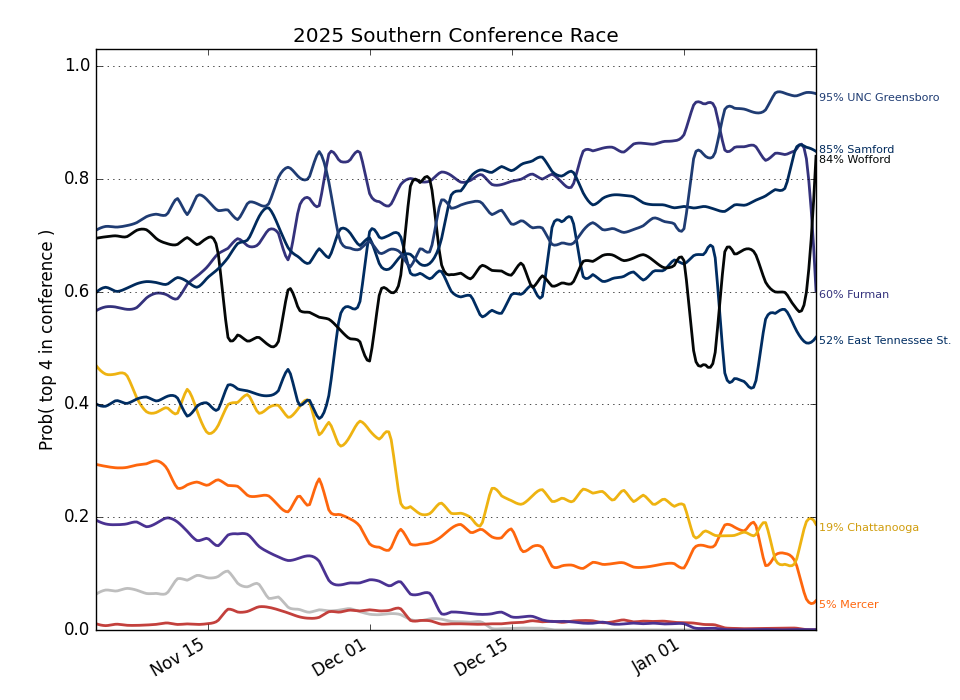 2025 Southern Conference Race
Prob( top 4 in conference )
1.0
0.8
0.6
0.4
0.2
0.0
Nov 15
Dec 01
Dec 15
Jan 01
95% UNC Greensboro
85% Samford
84% Wofford
60% Furman
52% East Tennessee St.
19% Chattanooga
5% Mercer